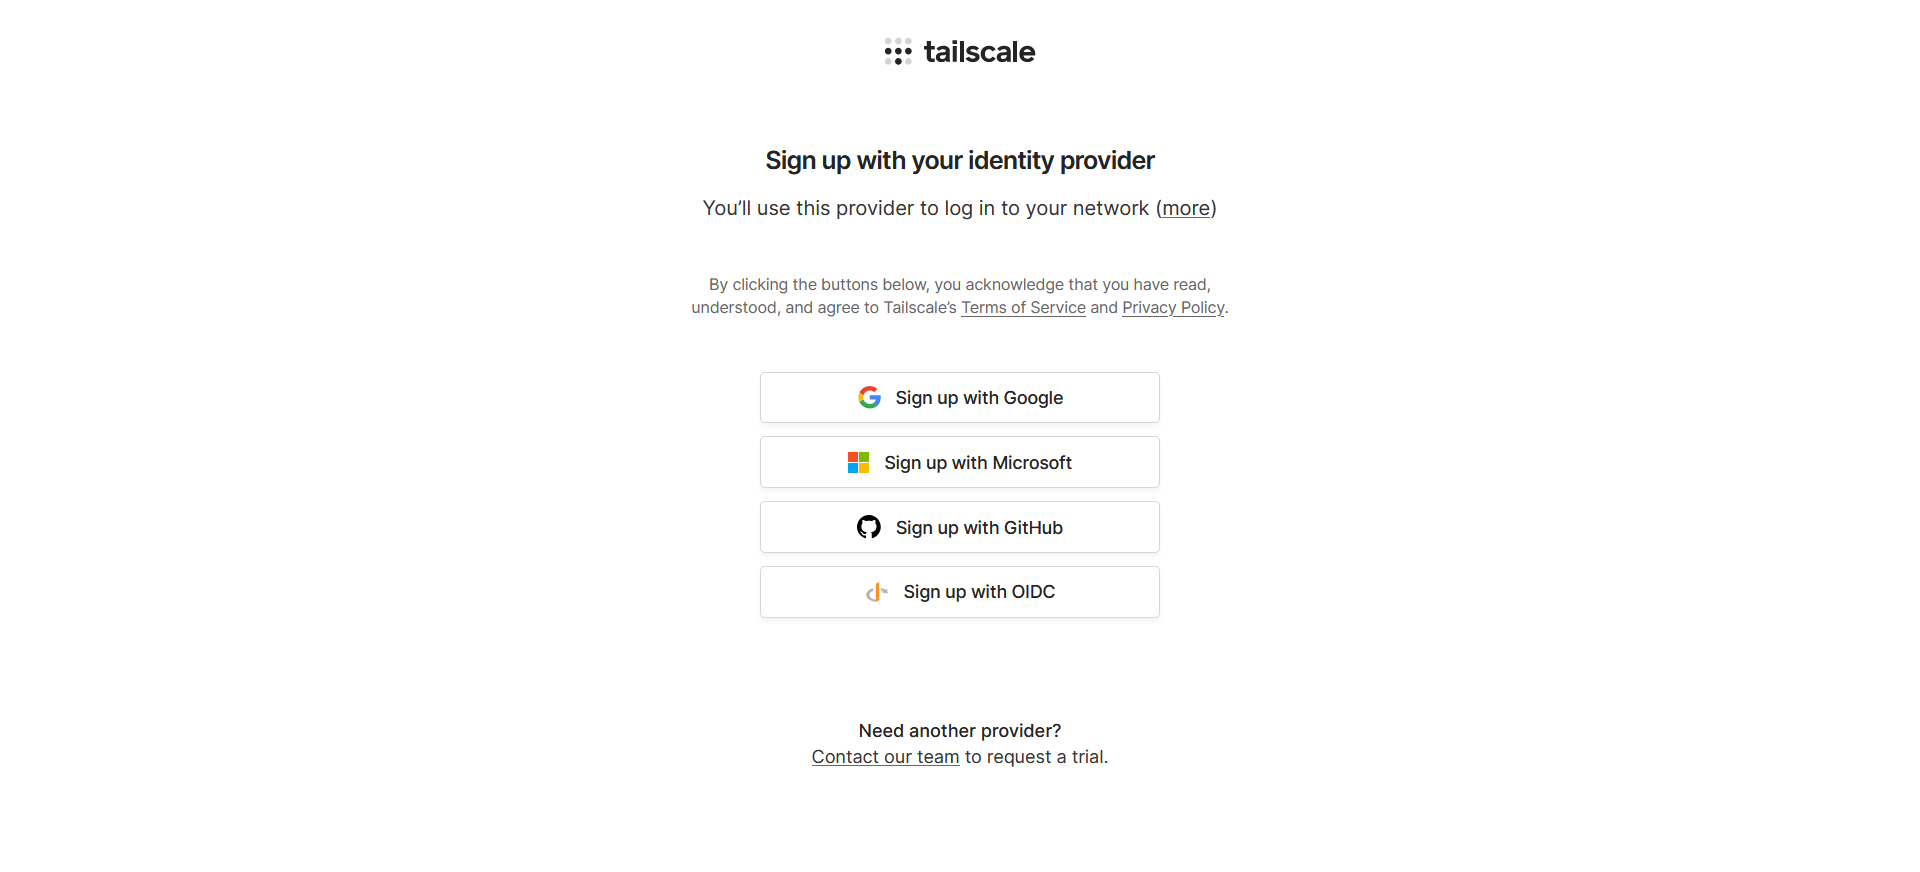 tailscale
Sign up with your identity provider
You’ll use this provider to log in to your network (more)
By clicking the buttons below, you acknowledge that you have read,
understood, and agree to Tailscale’s Terms of Service and Privacy Policy.
Sign up with Google
Sign up with Microsoft
Sign up with GitHub
Sign up with OIDC
Need another provider?
Contact our team to request a trial.